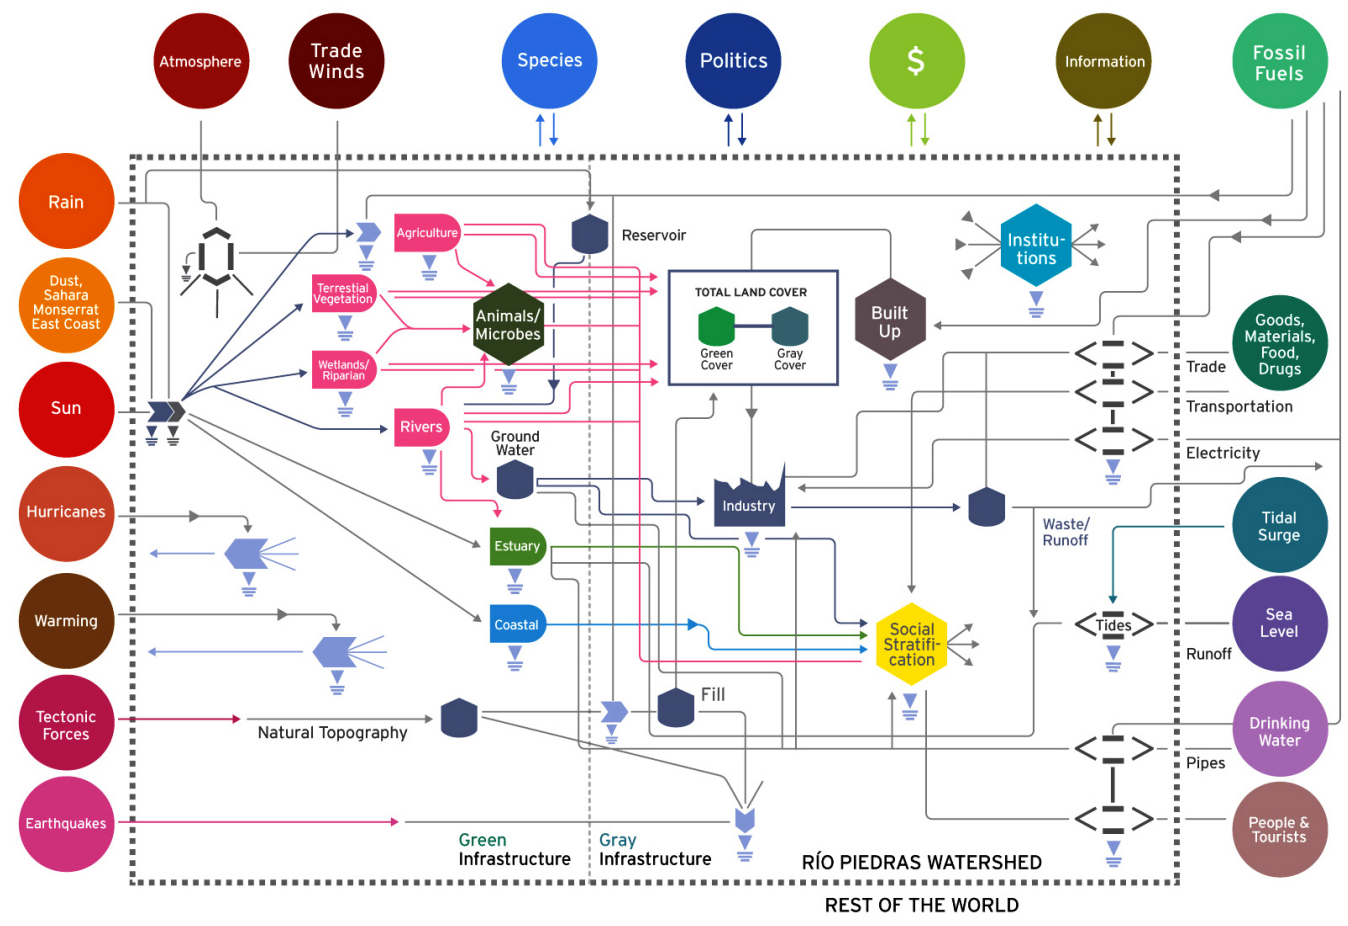 Atmosphere
Trade
Winds
Species
Politics
$
Information
Fossil
Fuels
Rain
Dust,
Sahara
Monserrat
East Coast
Sun
Hurricanes
Warming
Tectonic
Forces
Earthquakes
Agriculture
Reservoir
Terrestial
Vegetation
Animals/
Microbes
Wetlands/
Riparian
Rivers
Ground
Water
Estuary
Coastal
Natural Topography
Fill
TOTAL LAND COVER
Green
Cover
Gray
Cover
Built
Up
Institu-
tions
Industry
Waste/
Runoff
Social
Stratifi-
cation
Tides
Trade
Transportation
Electricity
Runoff
Pipes
Goods,
Materials,
Food,
Drugs
Tidal
Surge
Sea
Level
Drinking
Water
People &
Tourists
Green
Infrastructure
Gray
Infrastructure
RÍO PIEDRAS WATERSHED
REST OF THE WORLD